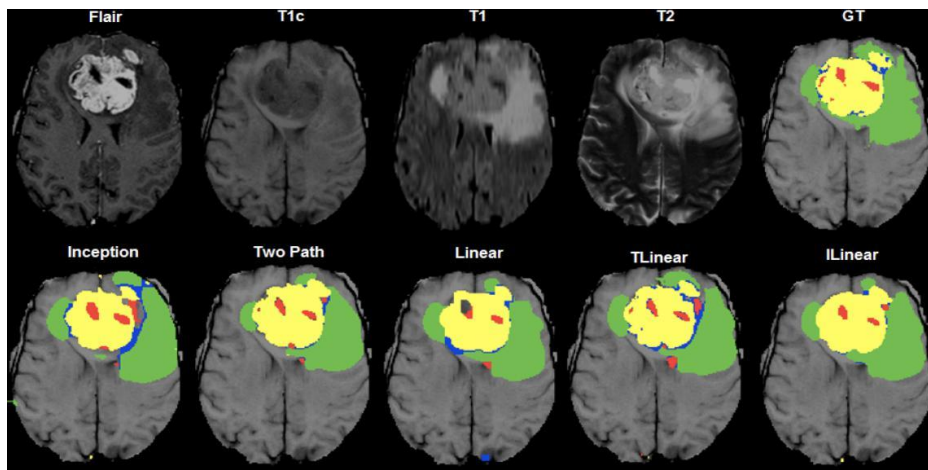 Flair T1c T1 T2 GT
Inception Two Path Linear TLinear ILinear